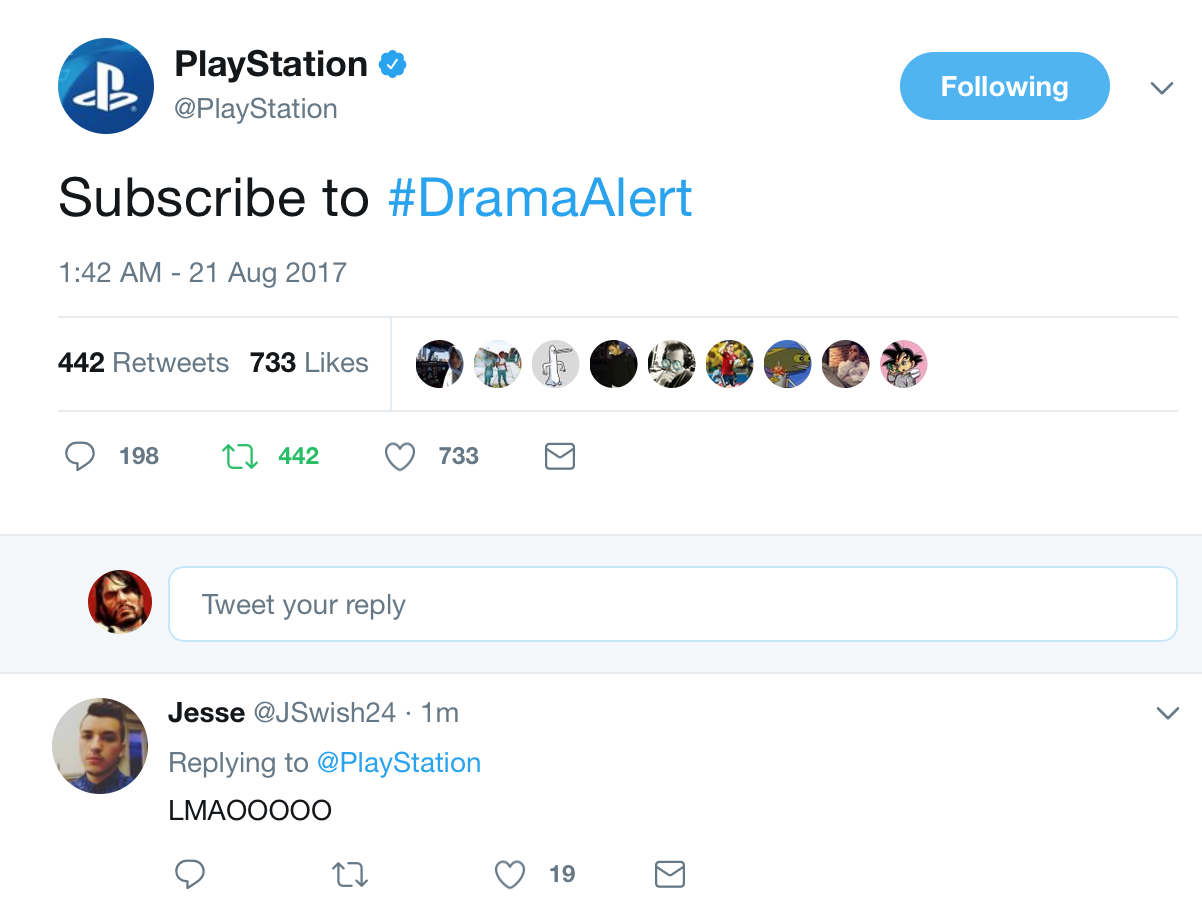 PlayStation
@PlayStation
Following
Subscribe to #DramaAlert
1:42 AM - 21 Aug 2017
442 Retweets 733 Likes
198 442 733
Tweet your reply
Jesse @JSwish24 · 1m
Replying to @PlayStation
LMAOOOOO
19